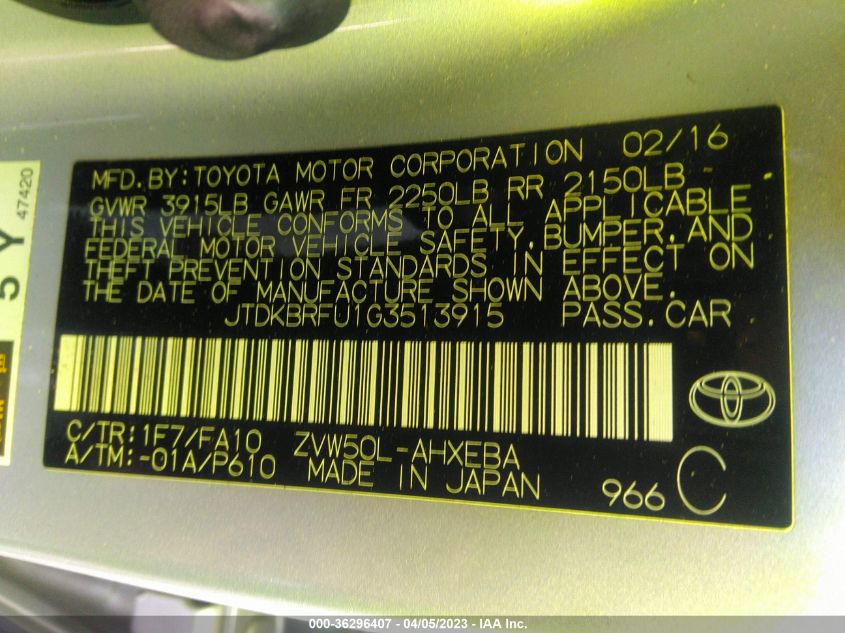 MFD.BY:TOYOTA MOTOR CORPORATION 02/16
GVWR 3915LB GAWR FR 2250LB RR 2150LB
THIS VEHICLE CONFORMS TO ALL APPLICABLE
FEDERAL MOTOR VEHICLE SAFETY,BUMPER,AND
THEFT PREVENTION STANDARDS IN EFFECT ON
THE DATE OF MANUFACTURE SHOWN ABOVE.
JTDKBRFU1G3513915 PASS.CAR
C/TR:1F7/FA10 ZVW50L-AHXEBA
A/TM:-01A/P610 MADE IN JAPAN
966 C
5Y
47420
000-36296407 - 04/05/2023 - IAA Inc.